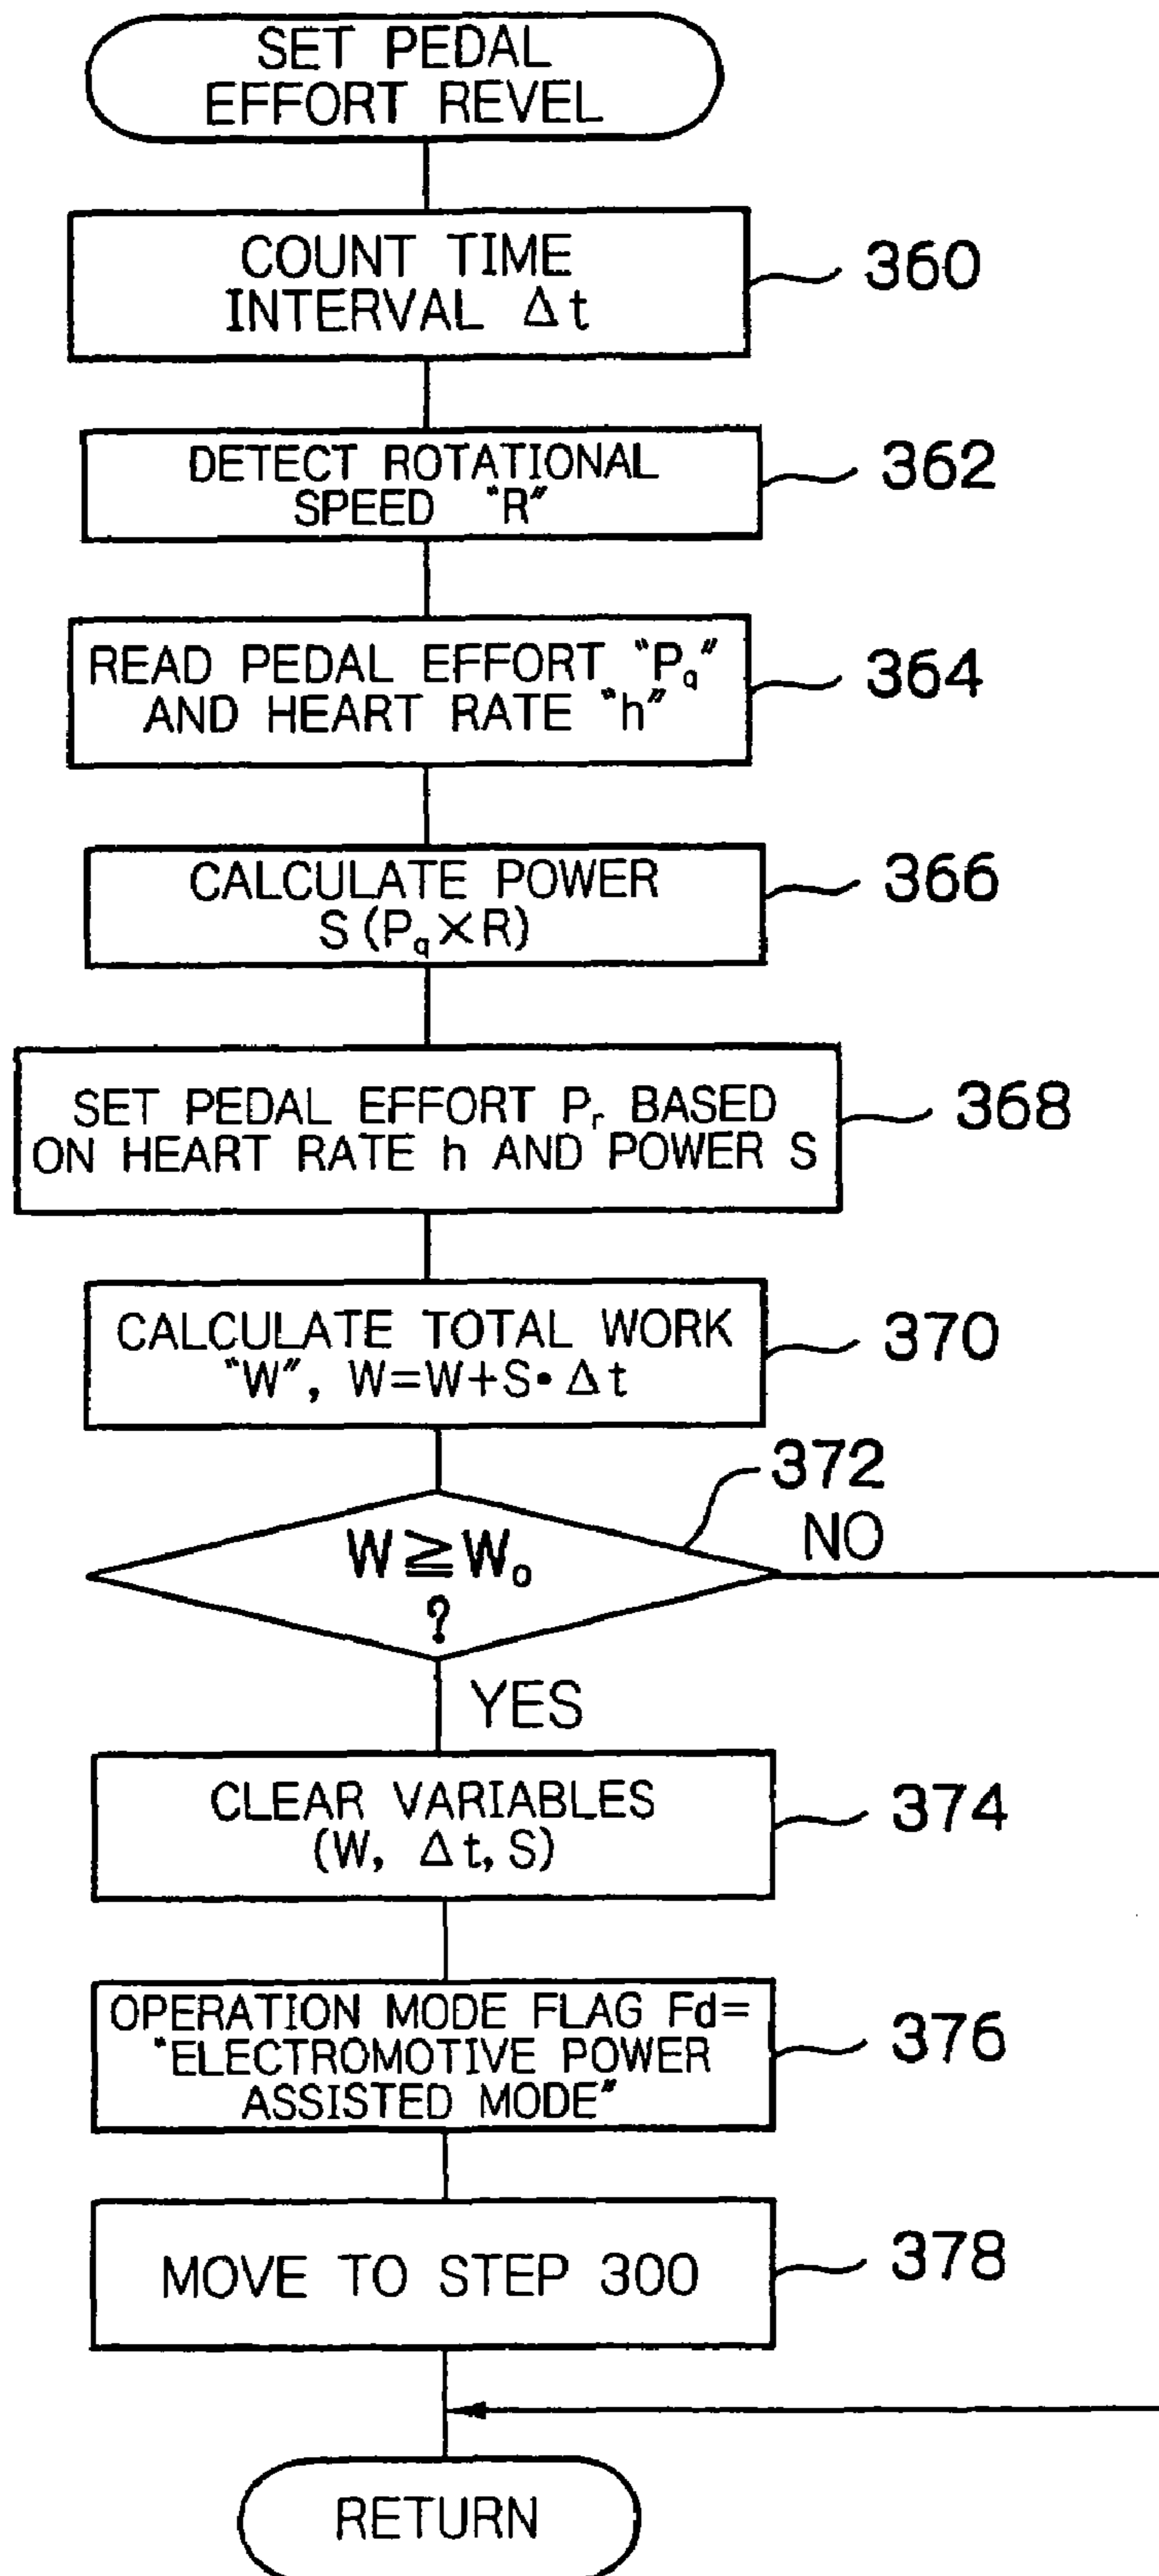 SET PEDAL
EFFORT REVEL
COUNT TIME
INTERVAL Δt
360
DETECT ROTATIONAL
SPEED "R"
362
READ PEDAL EFFORT "Pq"
AND HEART RATE "h"
364
CALCULATE POWER
S(Pq×R)
366
SET PEDAL EFFORT Pr BASED
ON HEART RATE h AND POWER S
368
CALCULATE TOTAL WORK
"W", W=W+S•Δt
370
372
W≧Wo
?
NO
YES
CLEAR VARIABLES
(W, Δt, S)
374
OPERATION MODE FLAG Fd=
"ELECTROMOTIVE POWER
ASSISTED MODE"
376
MOVE TO STEP 300
378
RETURN